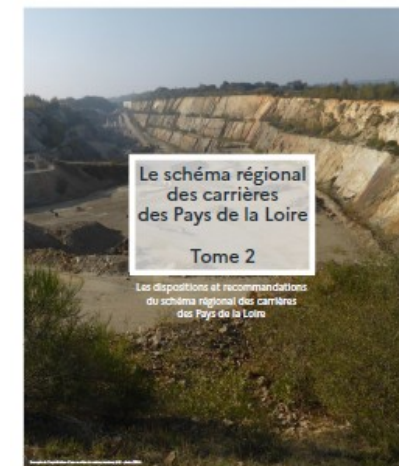 Le schéma régional
des carrières
des Pays de la Loire
Tome 2
Les dispositions et recommandations
du schéma régional des carrières
des Pays de la Loire